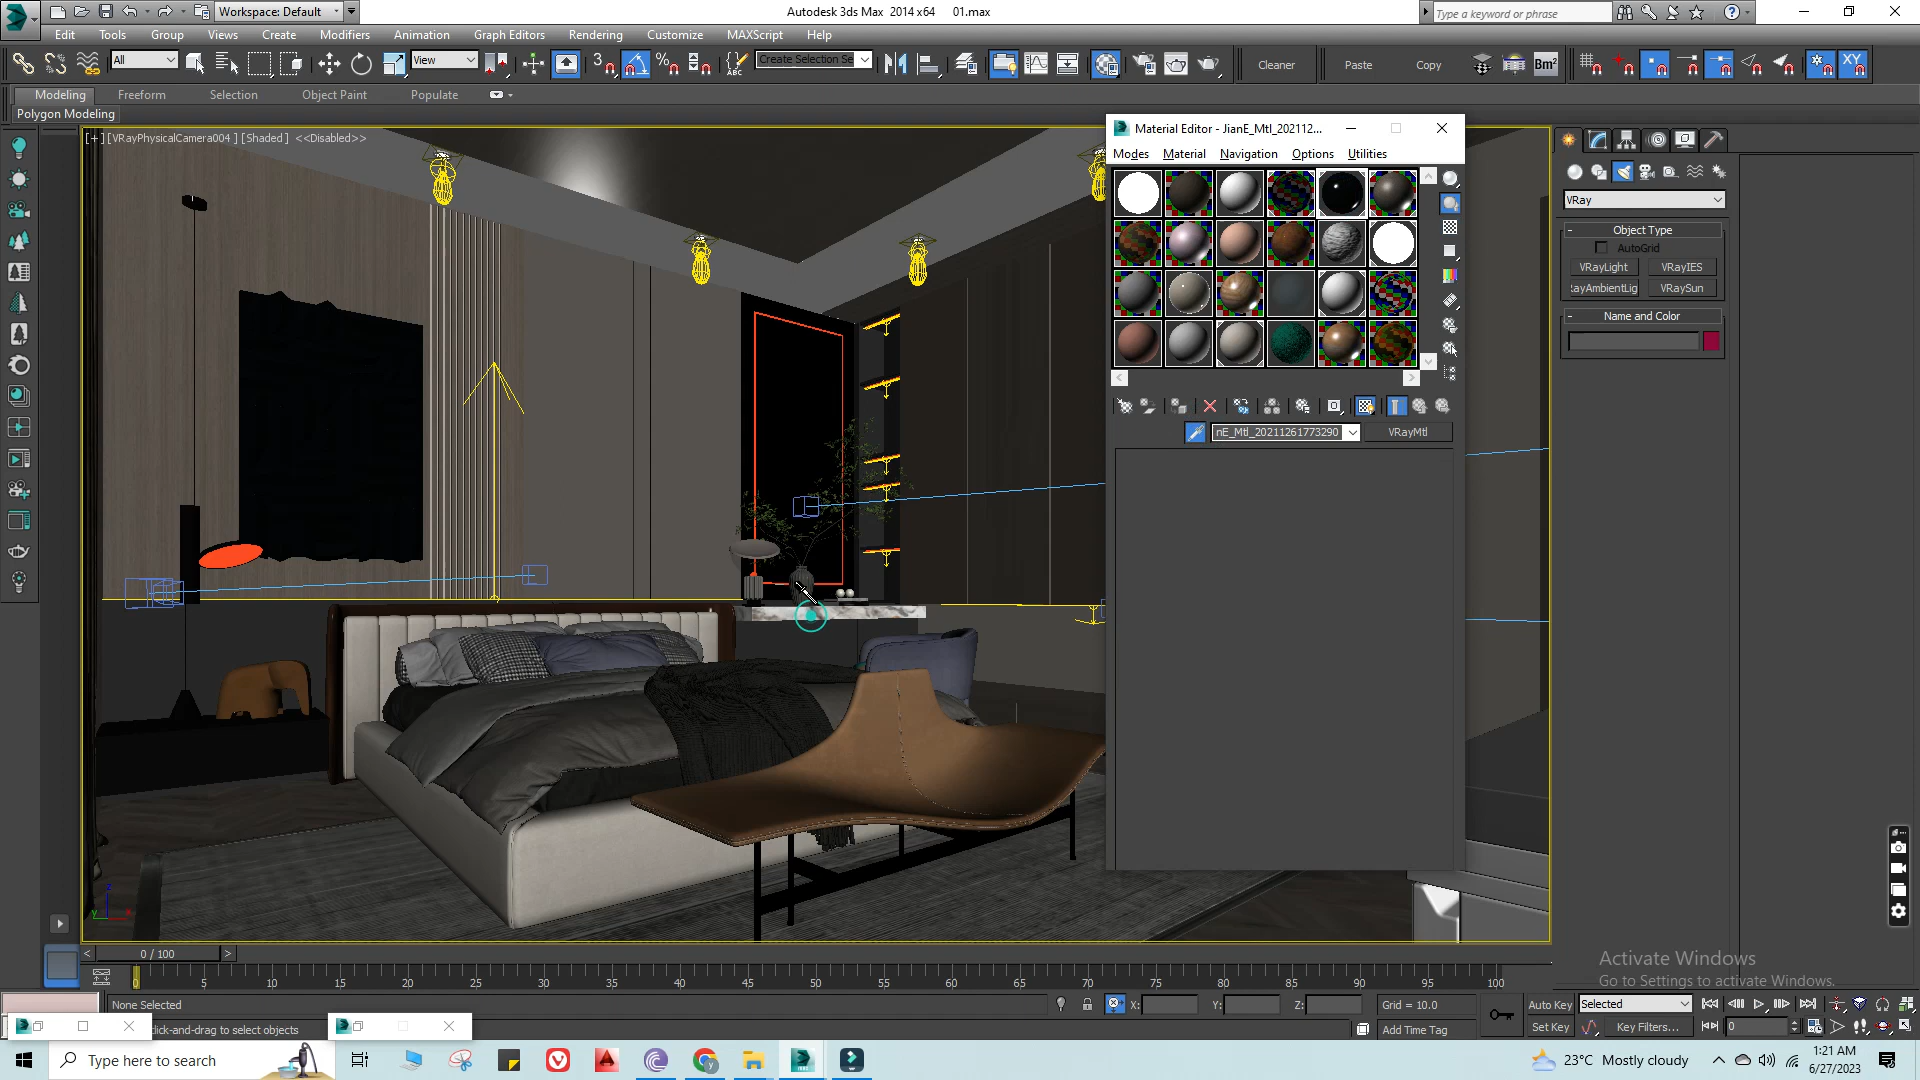 Workspace: Default
Autodesk 3ds Max 2014 x64 01.max
Type a keyword or phrase
Edit Tools Group Views Create Modifiers Animation Graph Editors Rendering Customize MAXScript Help
All View Create Selection Se Cleaner Paste Copy Bm²
Modeling Freeform Selection Object Paint Populate
Polygon Modeling
[+] [VRayPhysicalCamera004 ] [Shaded ] <<Disabled>>
Material Editor - JianE_Mtl_202112...
Modes Material Navigation Options Utilities
nE_Mtl_20211261773290 VRayMtl
VRay
Object Type
AutoGrid
VRayLight VRayIES
ayAmbientLig VRaySun
Name and Color
Activate Windows
Go to Settings to activate Windows.
0 / 100
0 5 10 15 20 25 30 35 40 45 50 55 60 65 70 75 80 85 90 95 100
None Selected X: Y: Z: Grid = 10.0 Auto Key Selected
lick-and-drag to select objects Add Time Tag Set Key Key Filters... 0
Type here to search
23°C Mostly cloudy
1:21 AM
6/27/2023